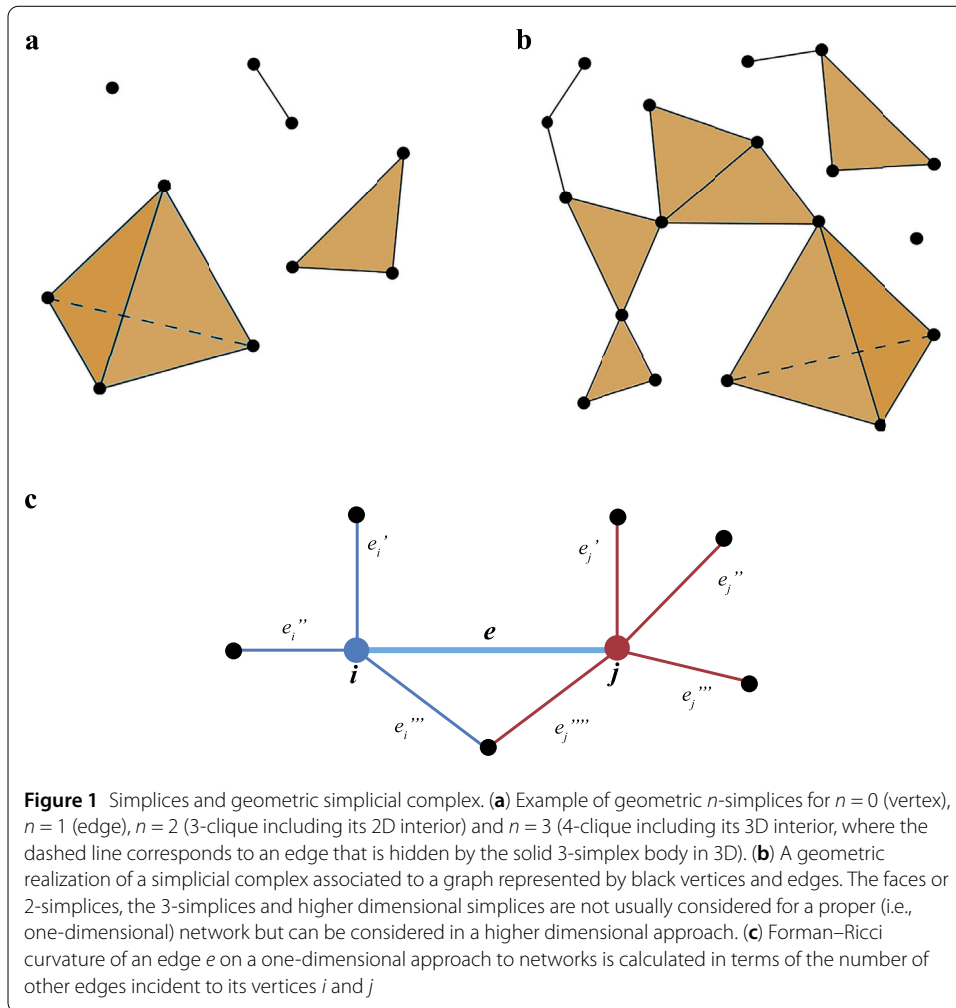 a
b
c
e_i’
e_j’
e_j’’
e_i’’
e
i
j
e_i’’’
e_j’’’’
e_j’’’
Figure 1 Simplices and geometric simplicial complex. (a) Example of geometric n-simplices for n = 0 (vertex),
n = 1 (edge), n = 2 (3-clique including its 2D interior) and n = 3 (4-clique including its 3D interior, where the
dashed line corresponds to an edge that is hidden by the solid 3-simplex body in 3D). (b) A geometric
realization of a simplicial complex associated to a graph represented by black vertices and edges. The faces or
2-simplices, the 3-simplices and higher dimensional simplices are not usually considered for a proper (i.e.,
one-dimensional) network but can be considered in a higher dimensional approach. (c) Forman–Ricci
curvature of an edge e on a one-dimensional approach to networks is calculated in terms of the number of
other edges incident to its vertices i and j